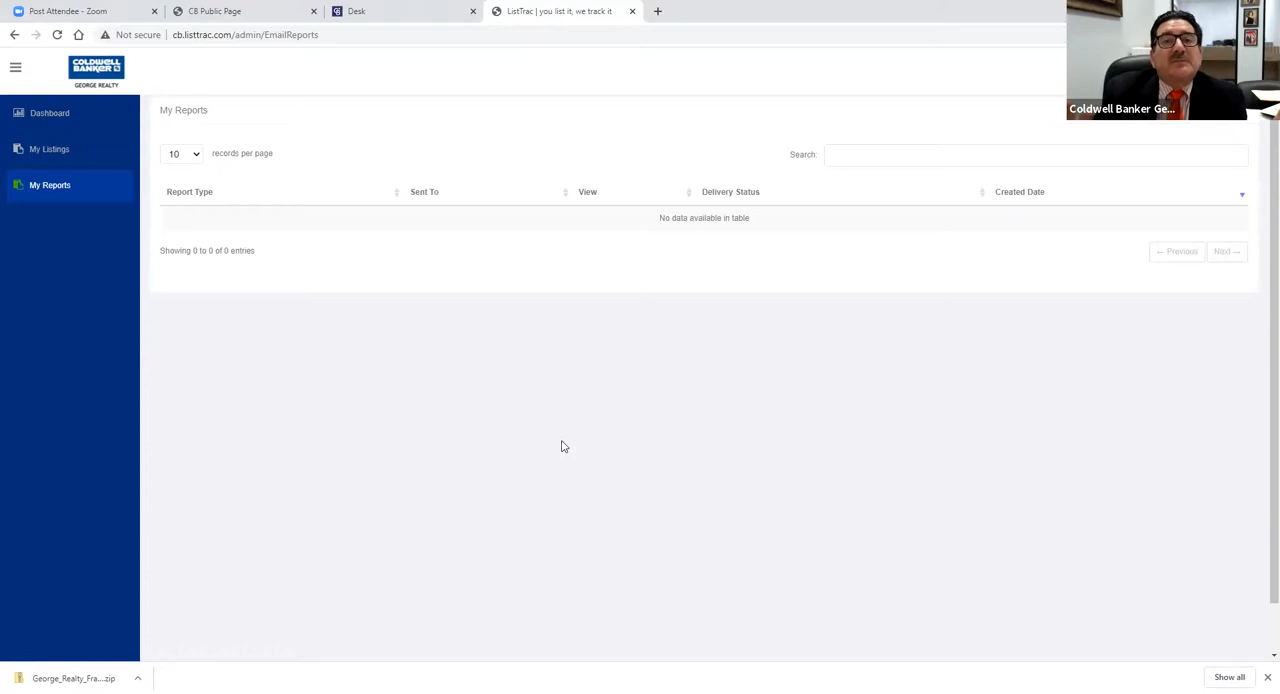 Post Attendee - Zoom
CB Public Page
Desk
ListTrac | you list it, we track it
Not secure
cb.listtrac.com/admin/EmailReports
COLDWELL BANKER
GEORGE REALTY
Coldwell Banker Ge...
Dashboard
My Listings
My Reports
My Reports
10 records per page
Search:
Report Type
Sent To
View
Delivery Status
Created Date
No data available in table
Showing 0 to 0 of 0 entries
← Previous
Next →
George_Realty_Fra....zip
Show all